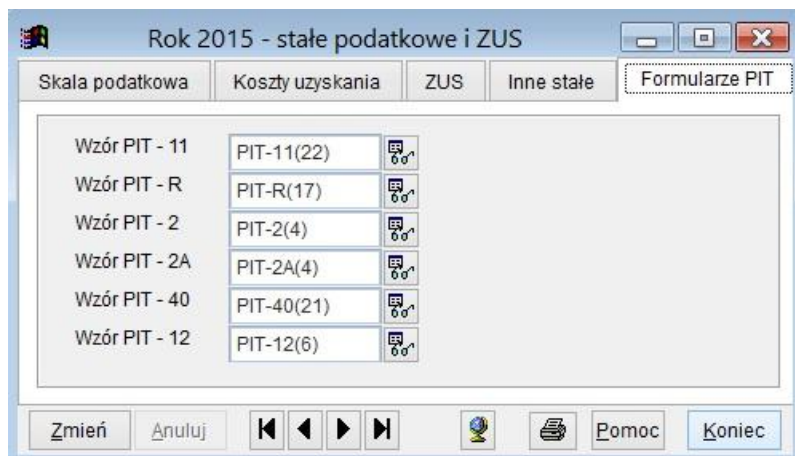 Rok 2015 - stałe podatkowe i ZUS
Skala podatkowa Koszty uzyskania ZUS Inne stałe Formularze PIT
Wzór PIT - 11 PIT-11(22)
Wzór PIT - R PIT-R(17)
Wzór PIT - 2 PIT-2(4)
Wzór PIT - 2A PIT-2A(4)
Wzór PIT - 40 PIT-40(21)
Wzór PIT - 12 PIT-12(6)
Zmień Anuluj Pomoc Koniec